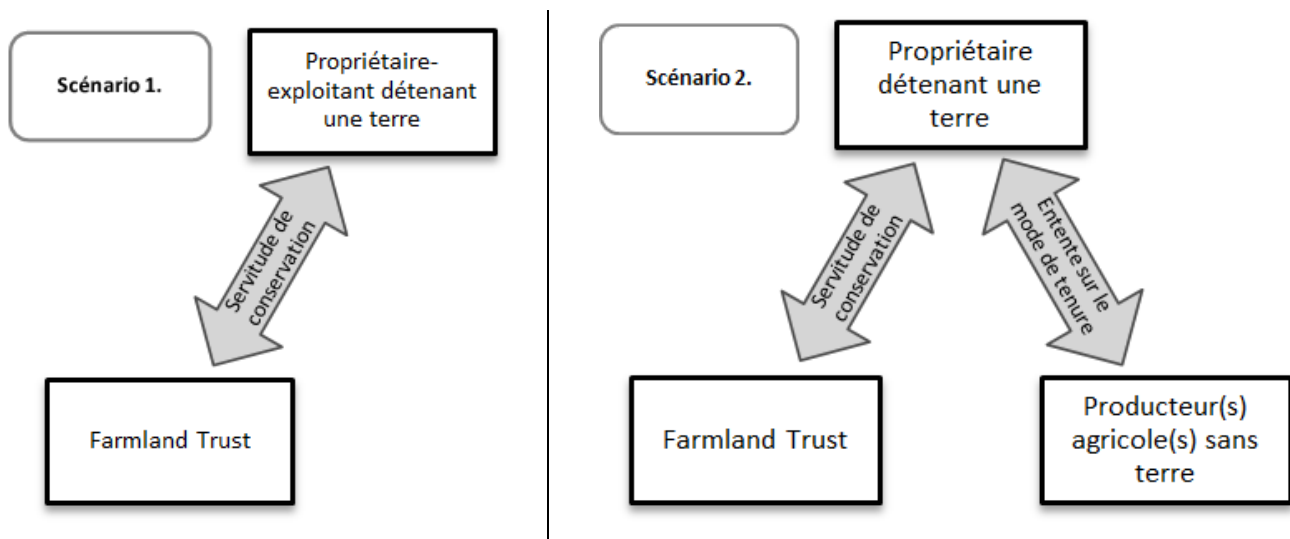 Scénario 1.
Propriétaire-
exploitant détenant
une terre
Servitude de
conservation
Farmland Trust
Scénario 2.
Propriétaire
détenant une
terre
Servitude de
conservation
Entente sur le
mode de tenure
Farmland Trust
Producteur(s)
agricole(s) sans
terre